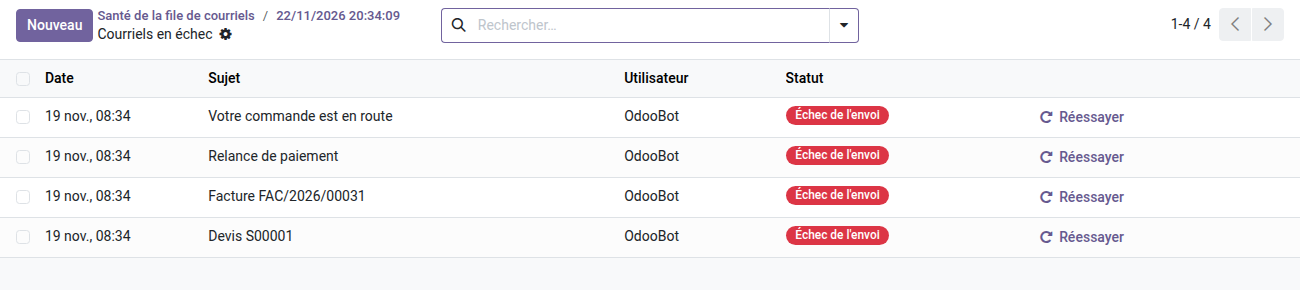 Nouveau
Santé de la file de courriels / 22/11/2026 20:34:09
Courriels en échec
Rechercher...
1-4 / 4
Date Sujet Utilisateur Statut
19 nov., 08:34 Votre commande est en route OdooBot Échec de l'envoi Réessayer
19 nov., 08:34 Relance de paiement OdooBot Échec de l'envoi Réessayer
19 nov., 08:34 Facture FAC/2026/00031 OdooBot Échec de l'envoi Réessayer
19 nov., 08:34 Devis S00001 OdooBot Échec de l'envoi Réessayer